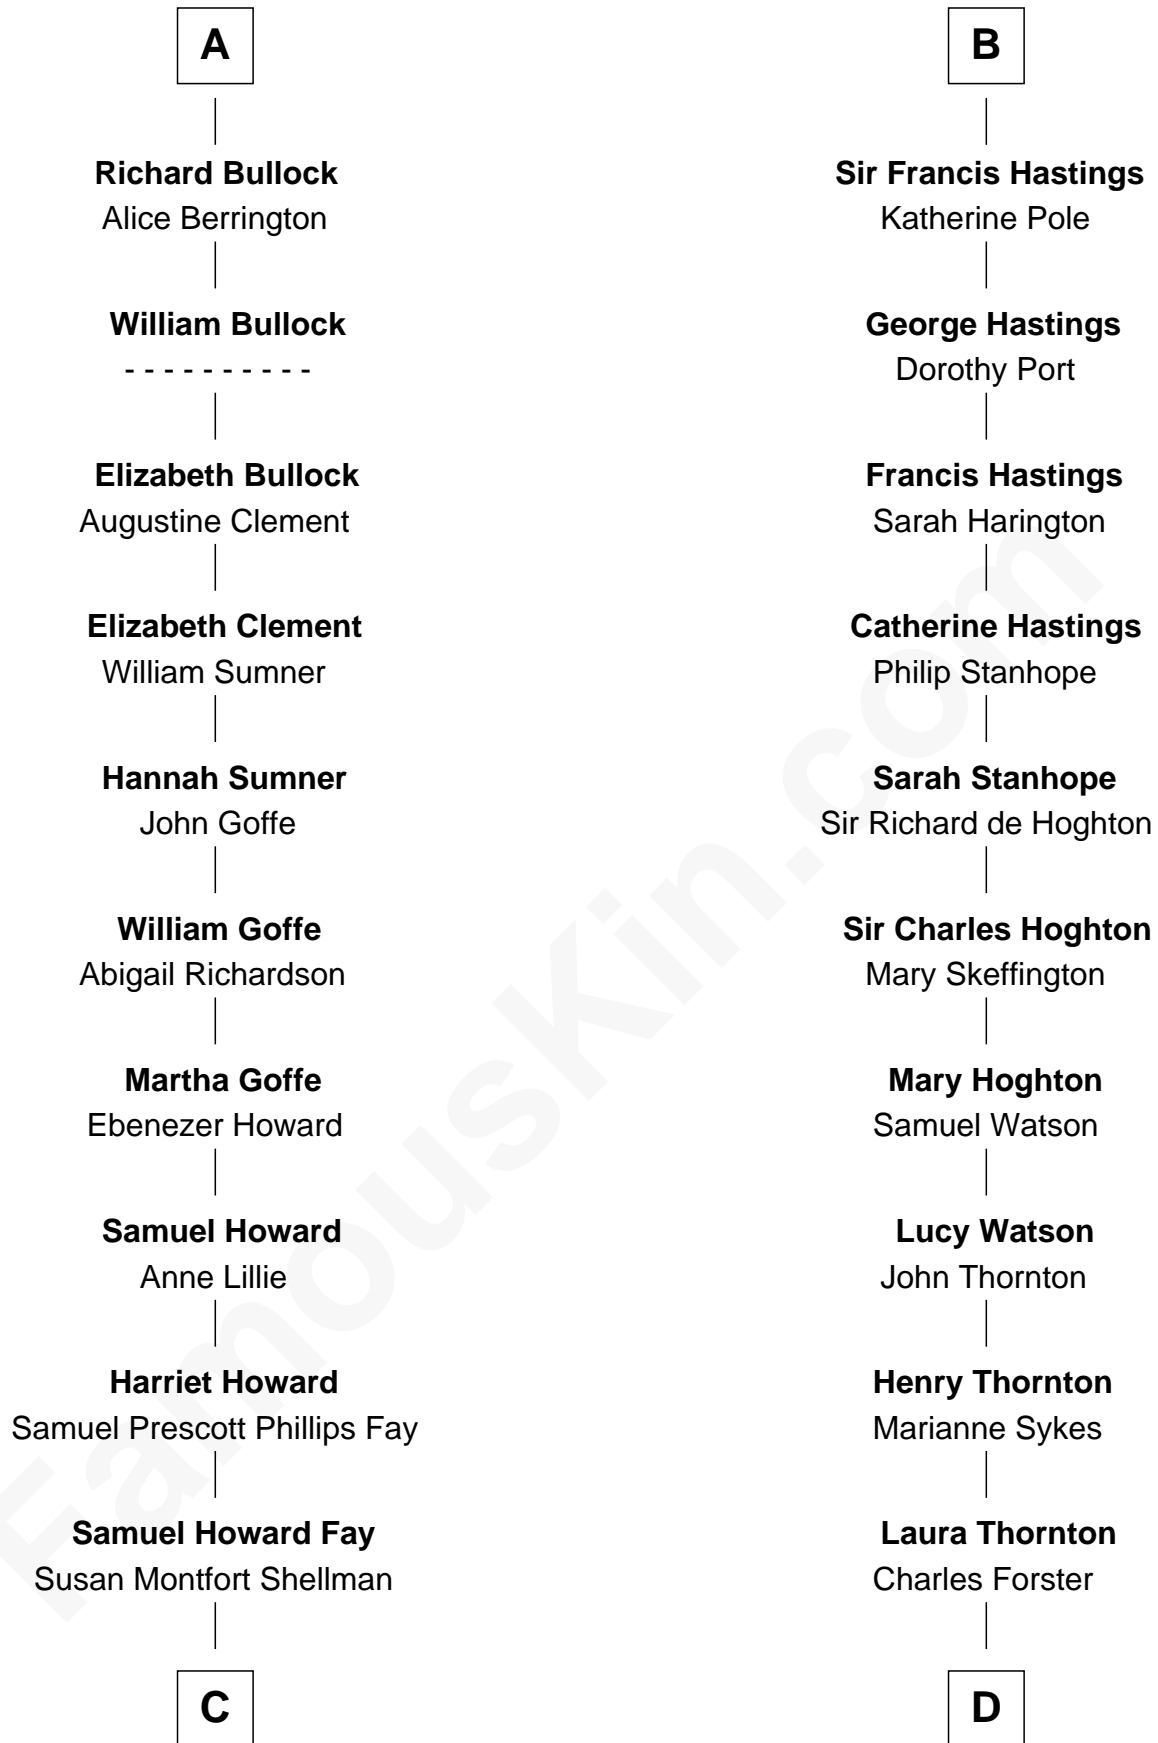 A
Richard Bullock
Alice Berrington
William Bullock
- - - - - - - - - -
Elizabeth Bullock
Augustine Clement
Elizabeth Clement
William Sumner
Hannah Sumner
John Goffe
William Goffe
Abigail Richardson
Martha Goffe
Ebenezer Howard
Samuel Howard
Anne Lillie
Harriet Howard
Samuel Prescott Phillips Fay
Samuel Howard Fay
Susan Montfort Shellman
C
B
Sir Francis Hastings
Katherine Pole
George Hastings
Dorothy Port
Francis Hastings
Sarah Harington
Catherine Hastings
Philip Stanhope
Sarah Stanhope
Sir Richard de Hoghton
Sir Charles Hoghton
Mary Skeffington
Mary Hoghton
Samuel Watson
Lucy Watson
John Thornton
Henry Thornton
Marianne Sykes
Laura Thornton
Charles Forster
D
FamousKin.com